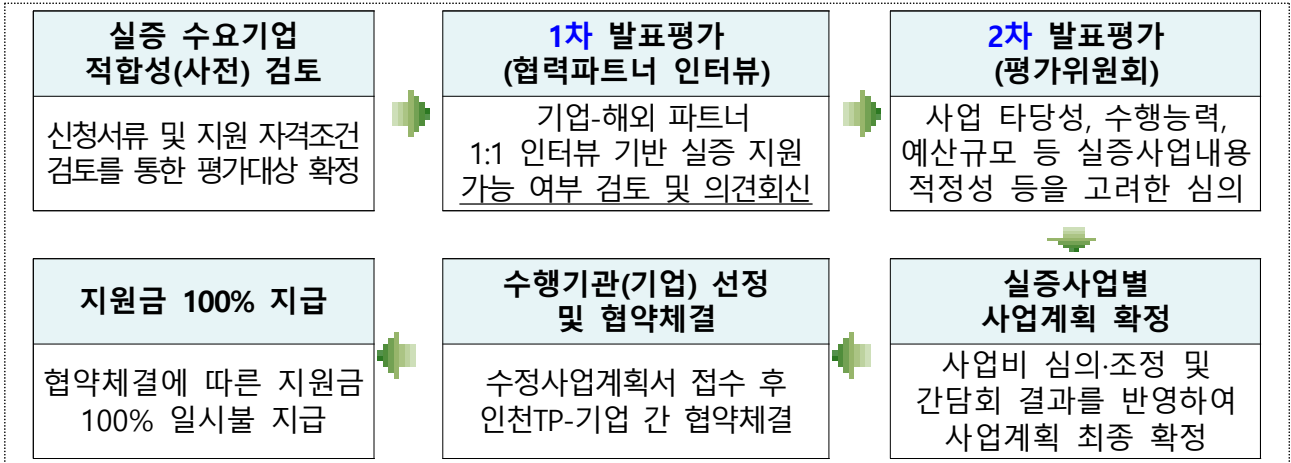 실증 수요기업
적합성(사전) 검토
신청서류 및 지원 자격조건
검토를 통한 평가대상 확정
1차 발표평가
(협력파트너 인터뷰)
기업-해외 파트너
1:1 인터뷰 기반 실증 지원
가능 여부 검토 및 의견회신
2차 발표평가
(평가위원회)
사업 타당성, 수행능력,
예산규모 등 실증사업내용
적정성 등을 고려한 심의
실증사업별
사업계획 확정
사업비 심의·조정 및
간담회 결과를 반영하여
사업계획 최종 확정
수행기관(기업) 선정
및 협약체결
수정사업계획서 접수 후
인천TP-기업 간 협약체결
지원금 100% 지급
협약체결에 따른 지원금
100% 일시불 지급